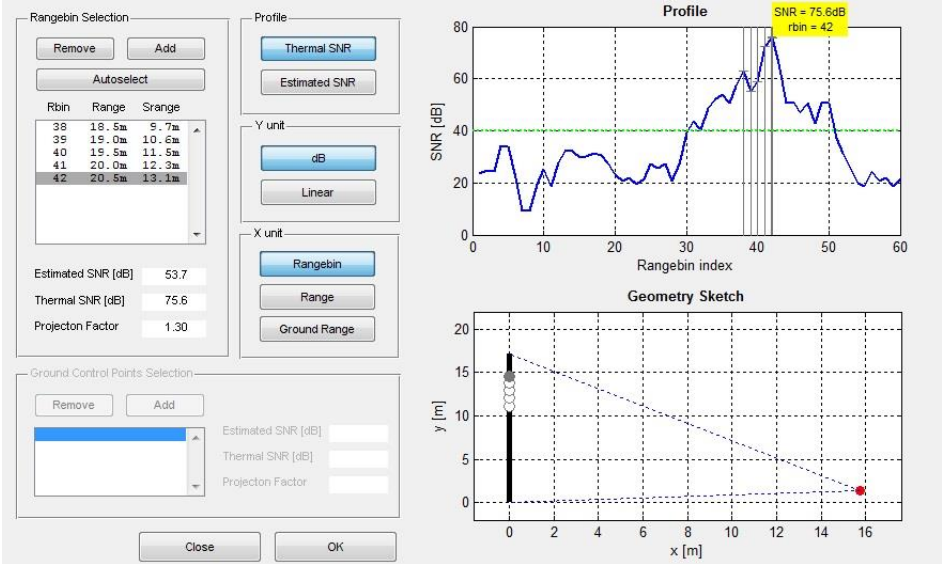 Rangebin Selection
Remove Add
Autoselect
Rbin Range Srange
38 18.5m 9.7m
39 19.0m 10.6m
40 19.5m 11.5m
41 20.0m 12.3m
42 20.5m 13.1m
Estimated SNR [dB] 53.7
Thermal SNR [dB] 75.6
Projecton Factor 1.30
Profile
Thermal SNR
Estimated SNR
Y unit
dB
Linear
X unit
Rangebin
Range
Ground Range
Ground Control Points Selection
Remove Add
Estimated SNR [dB]
Thermal SNR [dB]
Projecton Factor
Close OK
Profile
SNR = 75.6dB
rbin = 42
SNR [dB]
80
60
40
20
0
0 10 20 30 40 50 60
Rangebin index
Geometry Sketch
y [m]
20
15
10
5
0
0 2 4 6 8 10 12 14 16
x [m]